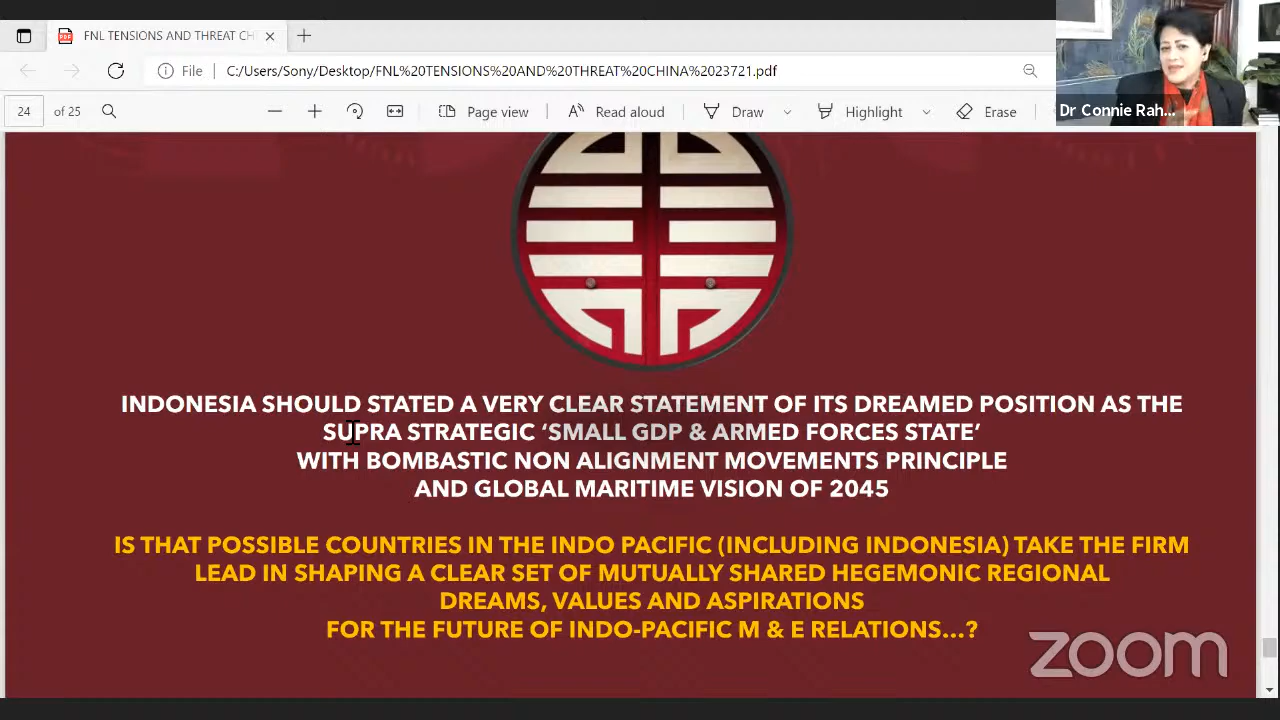 FNL TENSIONS AND THREAT CH
File
C:/Users/Sony/Desktop/FNL%20TENSIONS%20AND%20THREAT%20CHINA%2023721.pdf
24 of 25
Page view
Read aloud
Draw
Highlight
Erase
Dr Connie Rah...
INDONESIA SHOULD STATED A VERY CLEAR STATEMENT OF ITS DREAMED POSITION AS THE
SUPRA STRATEGIC ‘SMALL GDP & ARMED FORCES STATE’
WITH BOMBASTIC NON ALIGNMENT MOVEMENTS PRINCIPLE
AND GLOBAL MARITIME VISION OF 2045
IS THAT POSSIBLE COUNTRIES IN THE INDO PACIFIC (INCLUDING INDONESIA) TAKE THE FIRM
LEAD IN SHAPING A CLEAR SET OF MUTUALLY SHARED HEGEMONIC REGIONAL
DREAMS, VALUES AND ASPIRATIONS
FOR THE FUTURE OF INDO-PACIFIC M & E RELATIONS...?
zoom